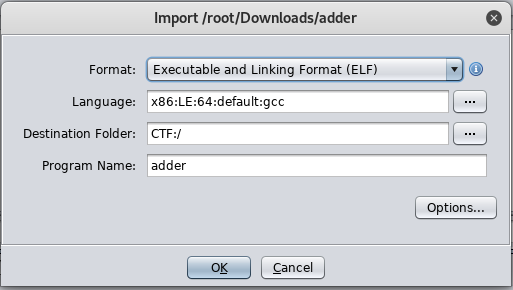 Import /root/Downloads/adder
Format: Executable and Linking Format (ELF)
Language: x86:LE:64:default:gcc ...
Destination Folder: CTF:/ ...
Program Name: adder
Options...
OK Cancel